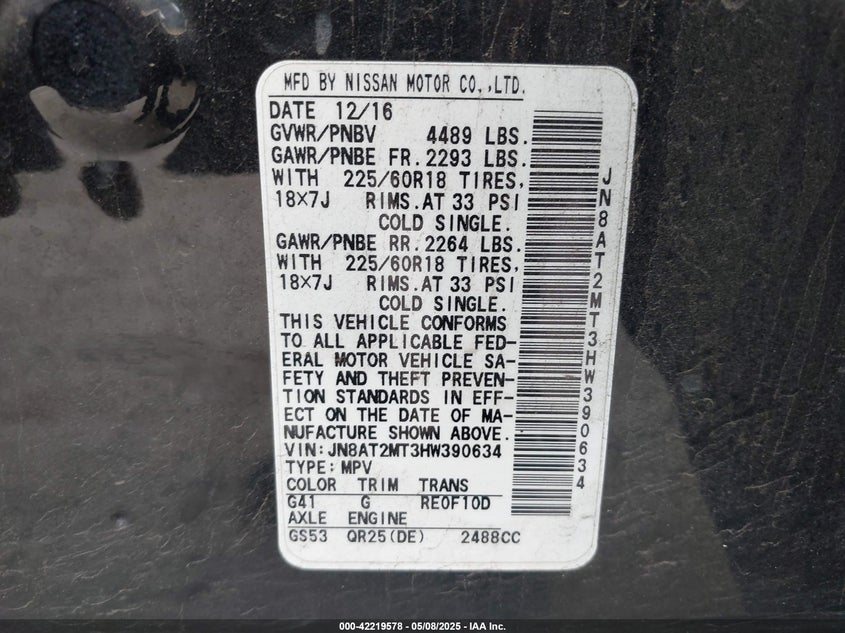 MFD BY NISSAN MOTOR CO.,LTD.
DATE 12/16
GVWR/PNBV 4489 LBS.
GAWR/PNBE FR.2293 LBS.
WITH 225/60R18 TIRES,
18×7J RIMS.AT 33 PSI
COLD SINGLE.
GAWR/PNBE RR.2264 LBS.
WITH 225/60R18 TIRES,
18×7J RIMS.AT 33 PSI
COLD SINGLE.
THIS VEHICLE CONFORMS
TO ALL APPLICABLE FED-
ERAL MOTOR VEHICLE SA-
FETY AND THEFT PREVEN-
TION STANDARDS IN EFF-
ECT ON THE DATE OF MA-
NUFACTURE SHOWN ABOVE.
VIN:JN8AT2MT3HW390634
TYPE:MPV
COLOR TRIM TRANS
G41 G RE0F10D
AXLE ENGINE
GS53 QR25(DE) 2488CC
JN8AT2MT3HW390634
000-42219578 - 05/08/2025 - IAA Inc.